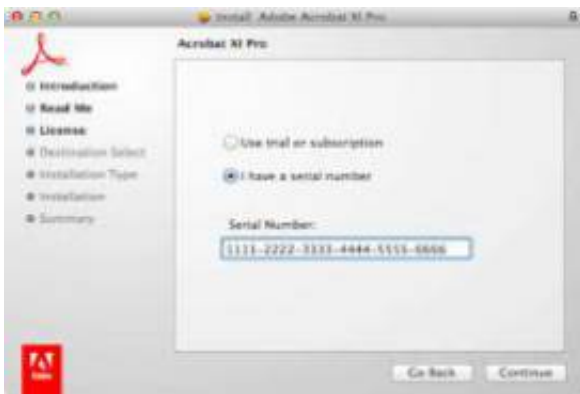 Install Adobe Acrobat XI Pro
Acrobat XI Pro
Introduction
Read Me
License
Destination Select
Installation Type
Installation
Summary
Use trial or subscription
I have a serial number
Serial Number:
1111-2222-3333-4444-5555-6666
Adobe
Go Back
Continue